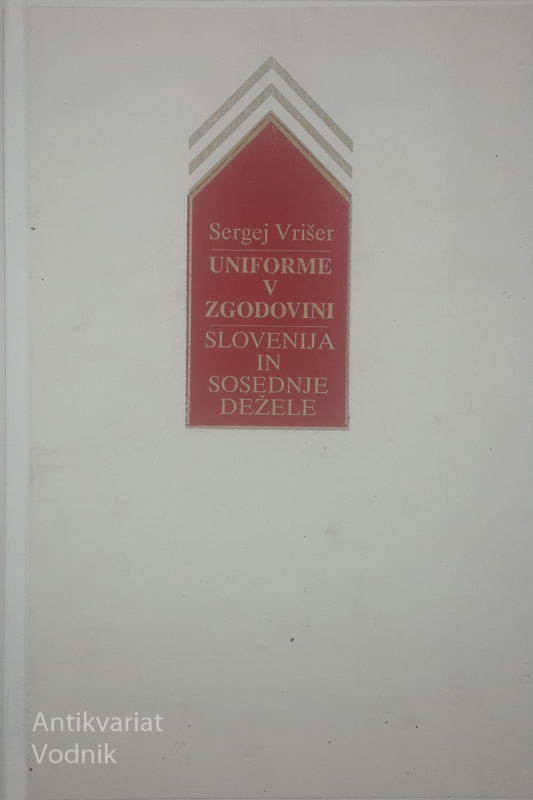 Sergej Vrišer
UNIFORME
V
ZGODOVINI
SLOVENIJA
IN
SOSEDNJE
DEŽELE
Antikvariat
Vodnik